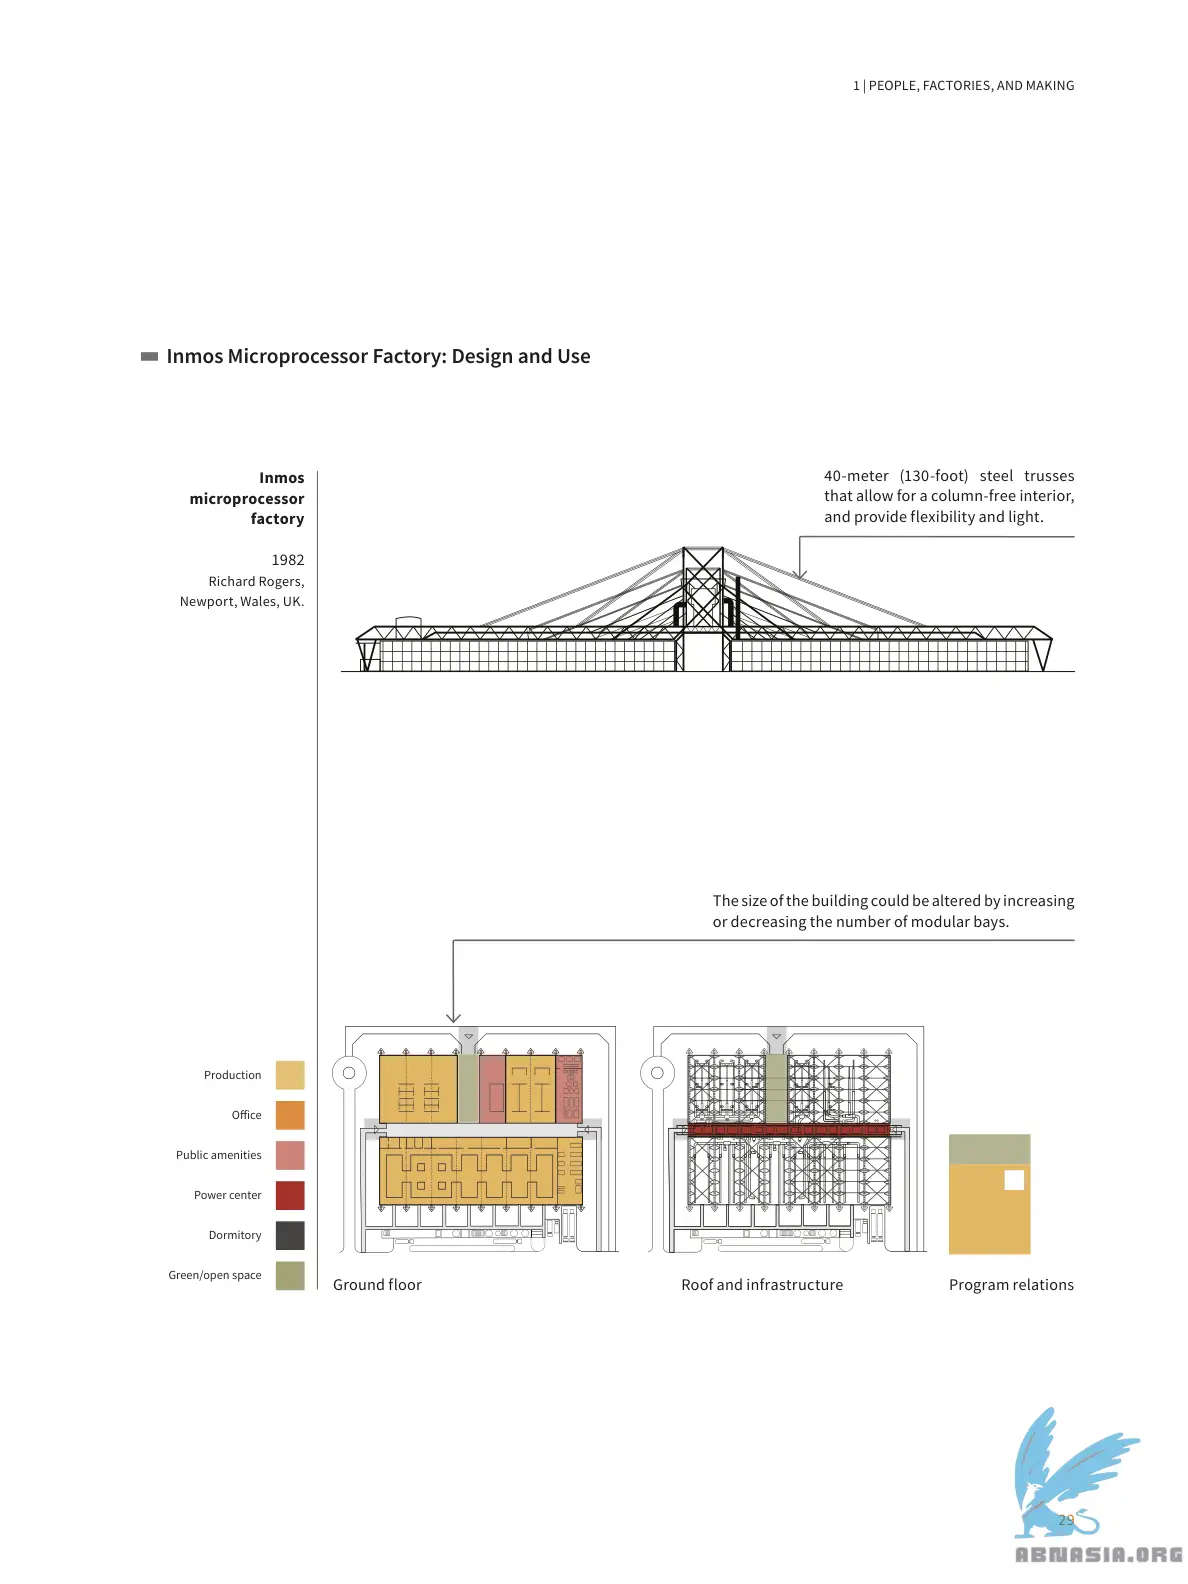 1 | PEOPLE, FACTORIES, AND MAKING
Inmos Microprocessor Factory: Design and Use
Inmos
microprocessor
factory
1982
Richard Rogers,
Newport, Wales, UK.
40-meter (130-foot) steel trusses
that allow for a column-free interior,
and provide flexibility and light.
The size of the building could be altered by increasing
or decreasing the number of modular bays.
Production
Office
Public amenities
Power center
Dormitory
Green/open space
Ground floor
Roof and infrastructure
Program relations
29
ABNASIA.ORG